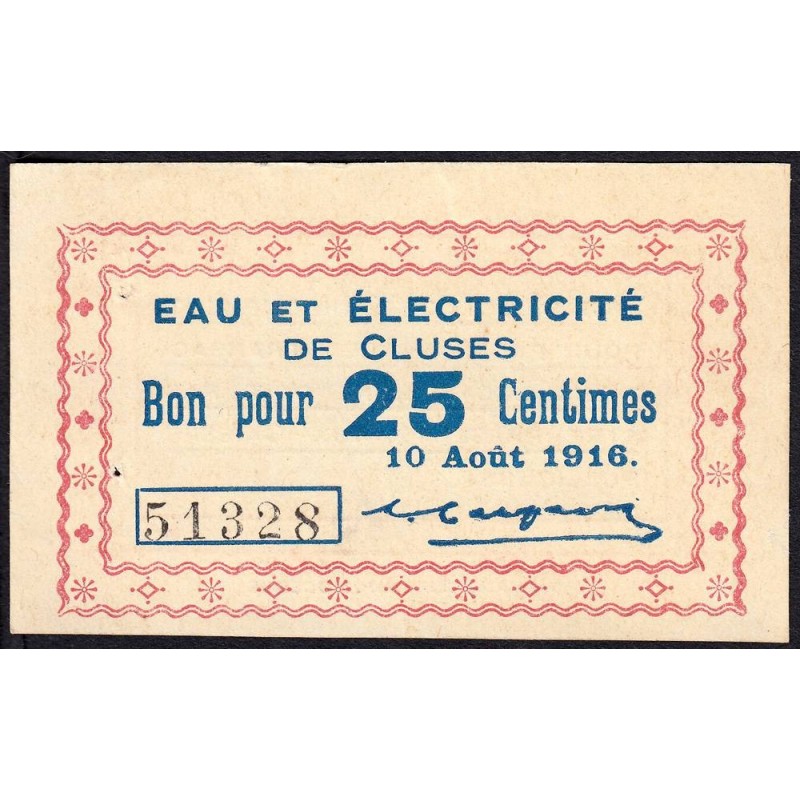 EAU ET ÉLECTRICITÉ
DE CLUSES
Bon pour 25 Centimes
10 Août 1916.
51328